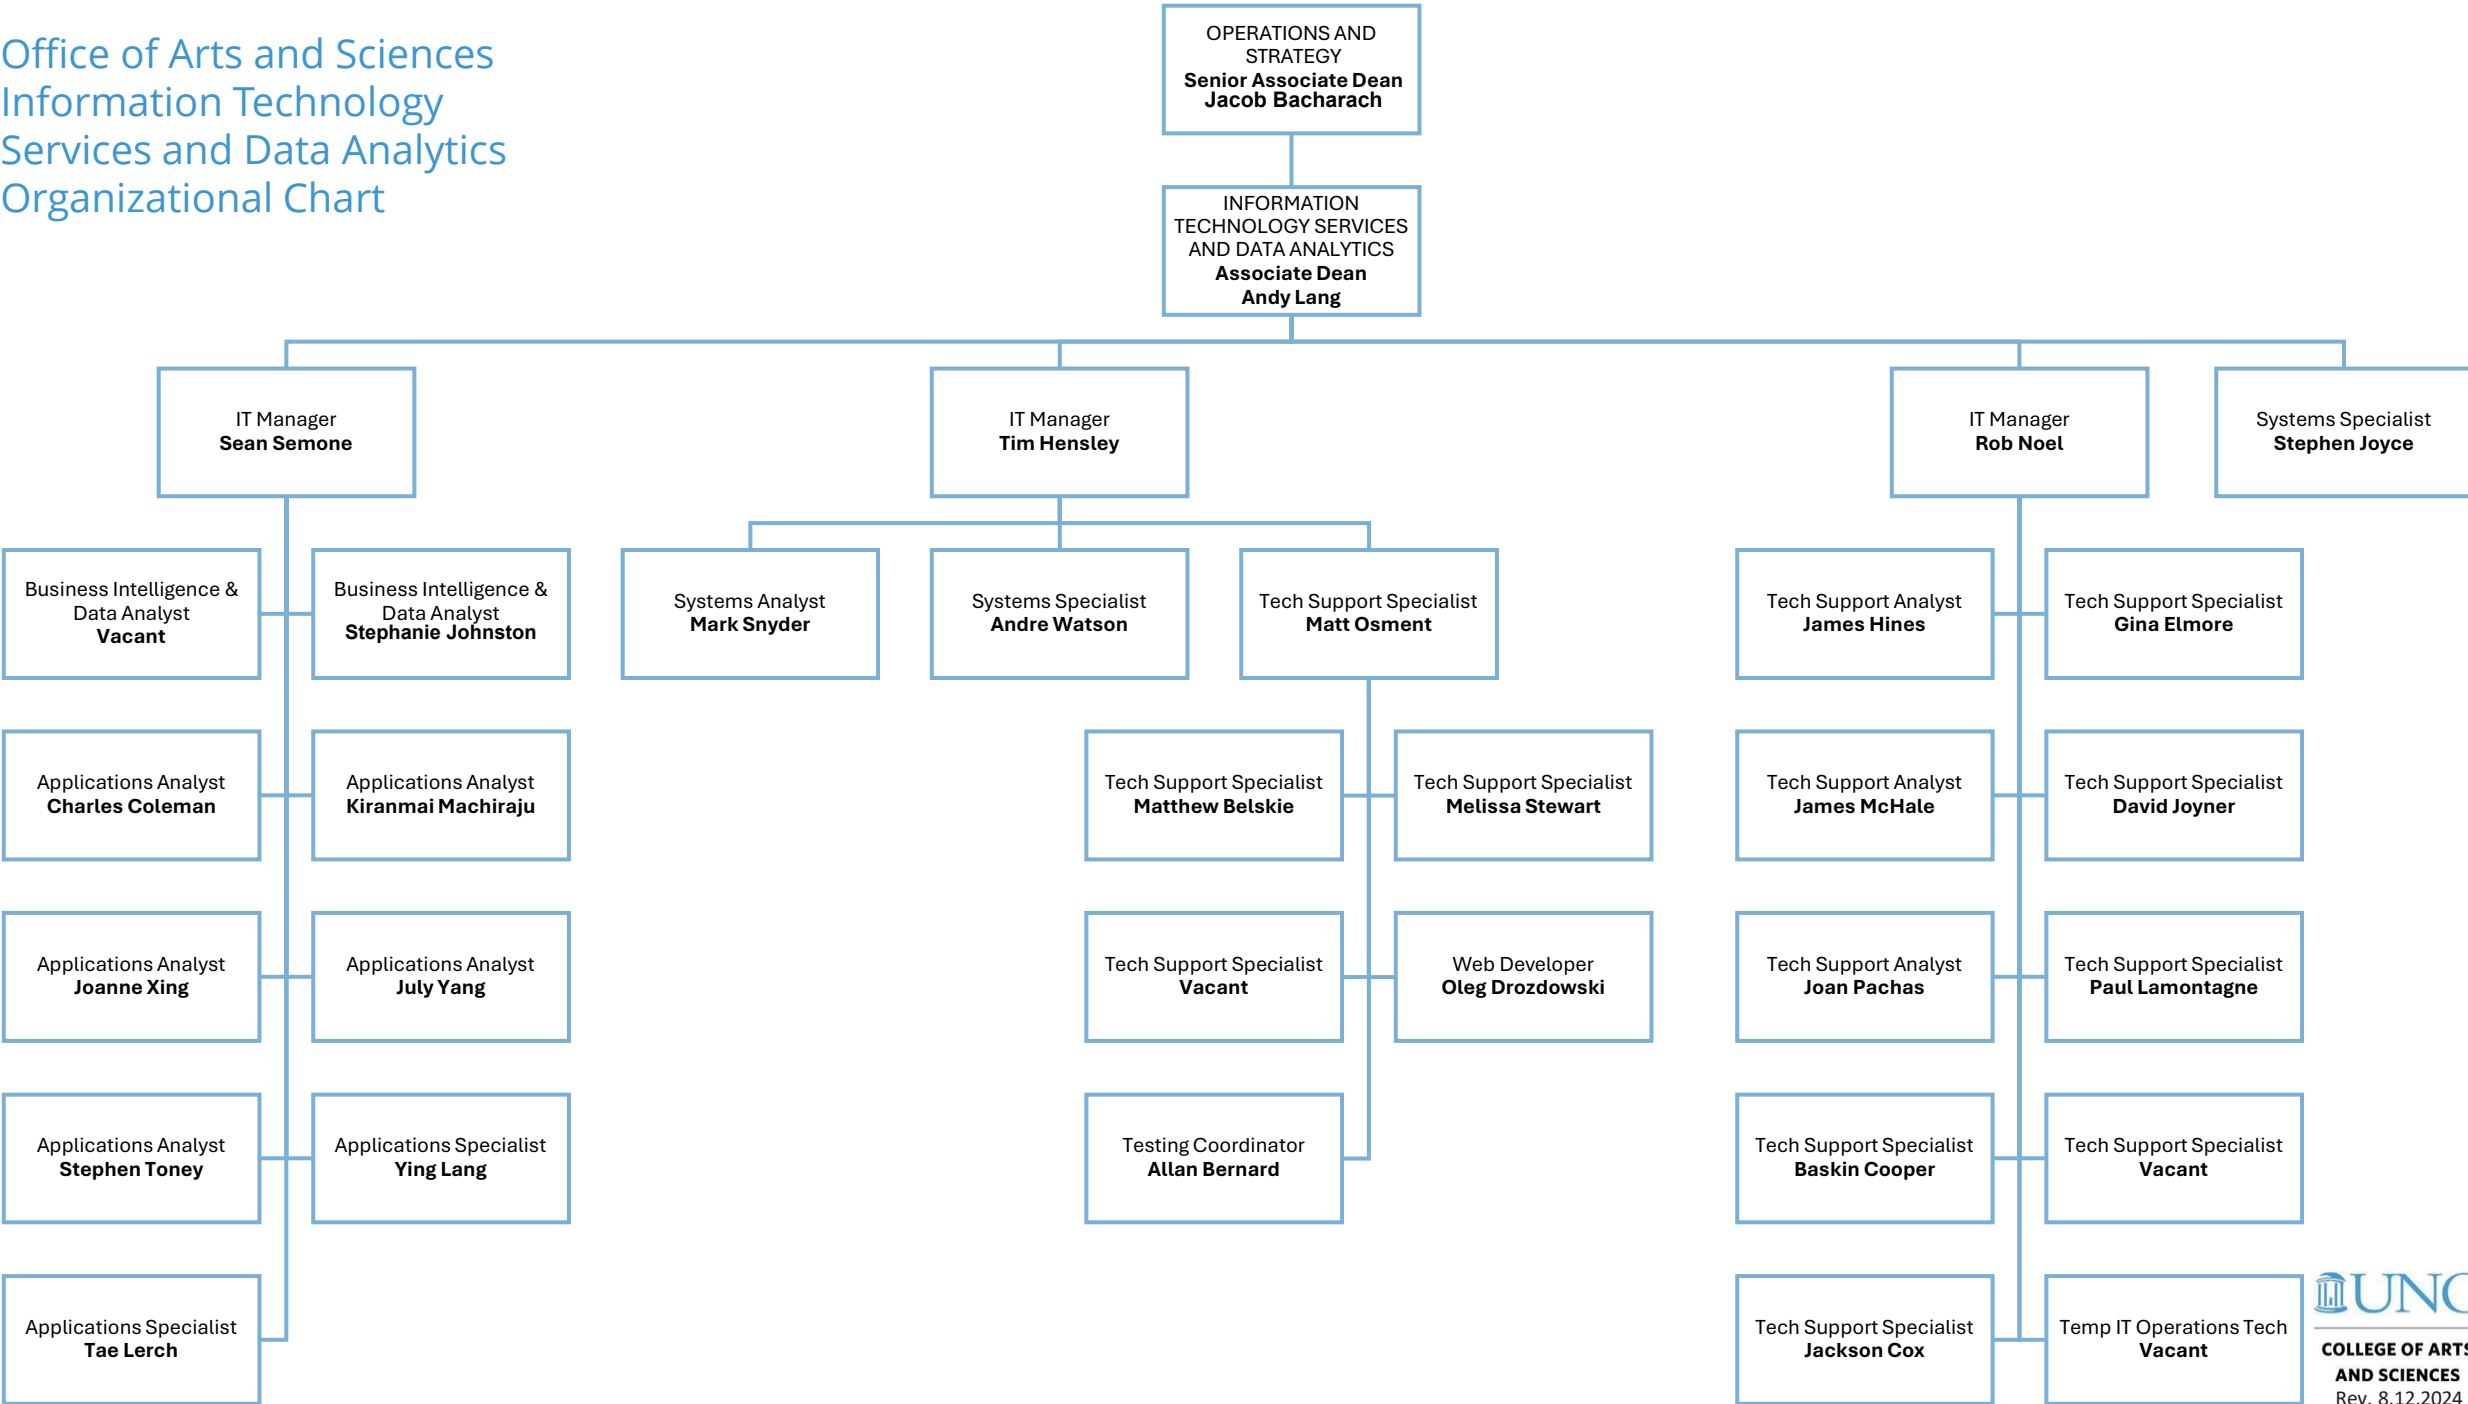 Office of Arts and Sciences
Information Technology
Services and Data Analytics
Organizational Chart
OPERATIONS AND
STRATEGY
Senior Associate Dean
Jacob Bacharach
INFORMATION
TECHNOLOGY SERVICES
AND DATA ANALYTICS
Associate Dean
Andy Lang
IT Manager
Sean Semone
IT Manager
Tim Hensley
IT Manager
Rob Noel
Systems Specialist
Stephen Joyce
Business Intelligence &
Data Analyst
Vacant
Business Intelligence &
Data Analyst
Stephanie Johnston
Systems Analyst
Mark Snyder
Systems Specialist
Andre Watson
Tech Support Specialist
Matt Osment
Tech Support Analyst
James Hines
Tech Support Specialist
Gina Elmore
Applications Analyst
Charles Coleman
Applications Analyst
Kiranmai Machiraju
Tech Support Specialist
Matthew Belskie
Tech Support Specialist
Melissa Stewart
Tech Support Analyst
James McHale
Tech Support Specialist
David Joyner
Applications Analyst
Joanne Xing
Applications Analyst
July Yang
Tech Support Specialist
Vacant
Web Developer
Oleg Drozdowski
Tech Support Analyst
Joan Pachas
Tech Support Specialist
Paul Lamontagne
Applications Analyst
Stephen Toney
Applications Specialist
Ying Lang
Testing Coordinator
Allan Bernard
Tech Support Specialist
Baskin Cooper
Tech Support Specialist
Vacant
Applications Specialist
Tae Lerch
Tech Support Specialist
Jackson Cox
Temp IT Operations Tech
Vacant
UNC
COLLEGE OF ARTS
AND SCIENCES
Rev. 8.12.2024